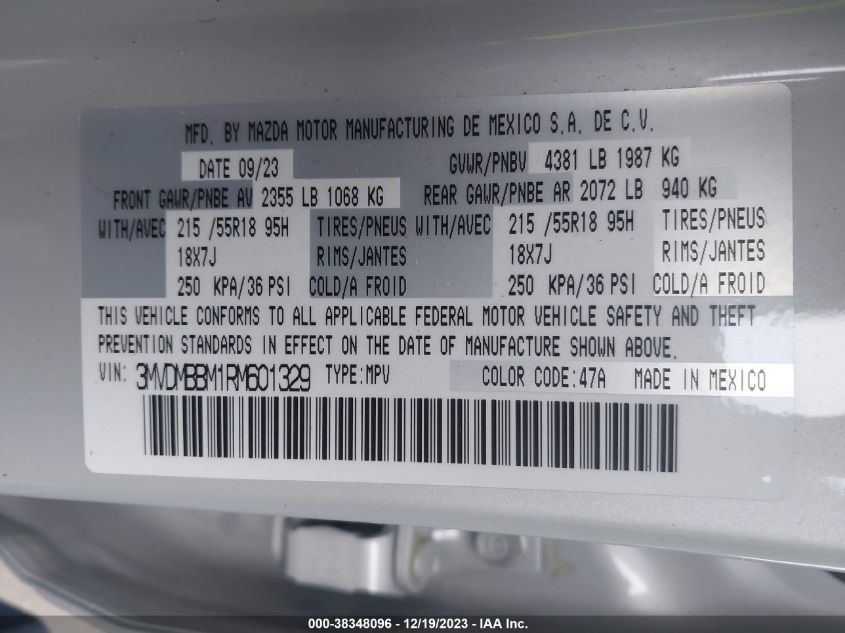 MFD. BY MAZDA MOTOR MANUFACTURING DE MEXICO S.A. DE C.V.
DATE 09/23 GVWR/PNBV 4381 LB 1987 KG
FRONT GAWR/PNBE AV 2355 LB 1068 KG REAR GAWR/PNBE AR 2072 LB 940 KG
WITH/AVEC 215 /55R18 95H TIRES/PNEUS WITH/AVEC 215 /55R18 95H TIRES/PNEUS
18X7J RIMS/JANTES 18X7J RIMS/JANTES
250 KPA/36 PSI COLD/A FROID 250 KPA/36 PSI COLD/A FROID
THIS VEHICLE CONFORMS TO ALL APPLICABLE FEDERAL MOTOR VEHICLE SAFETY AND THEFT
PREVENTION STANDARDS IN EFFECT ON THE DATE OF MANUFACTURE SHOWN ABOVE.
VIN: 3MVDMBBM1RM601329 TYPE:MPV COLOR CODE:47A MADE IN MEXICO
000-38348096 - 12/19/2023 - IAA Inc.